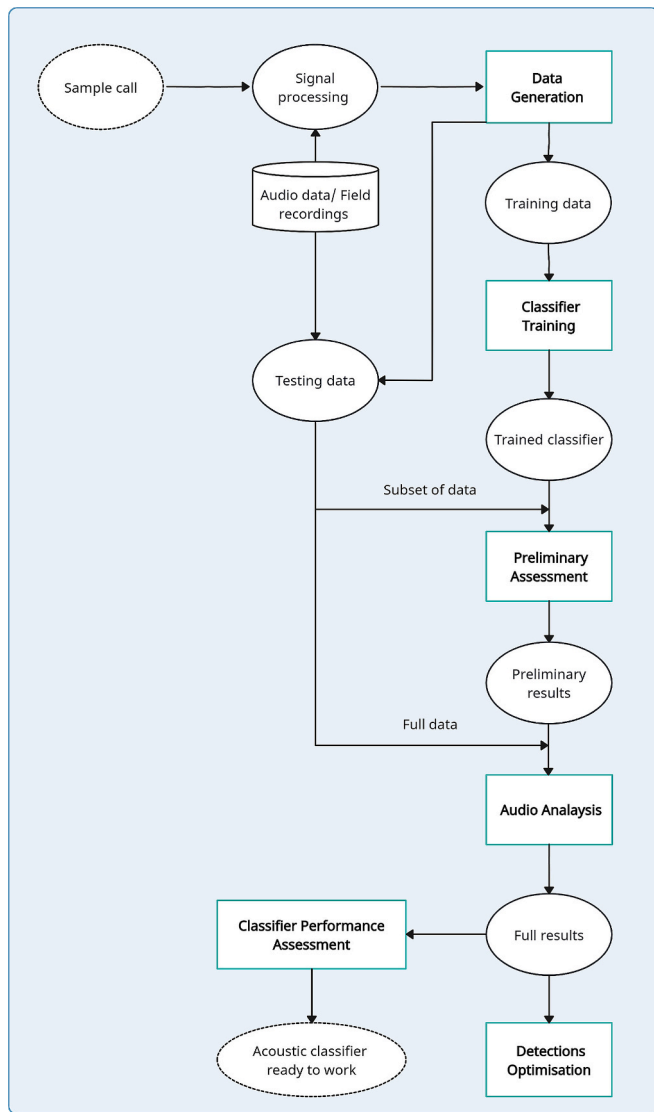 Sample call
Signal
processing
Data
Generation
Audio data/ Field
recordings
Training data
Classifier
Training
Testing data
Trained classifier
Subset of data
Preliminary
Assessment
Preliminary
results
Full data
Audio Analaysis
Classifier Performance
Assessment
Full results
Acoustic classifier
ready to work
Detections
Optimisation